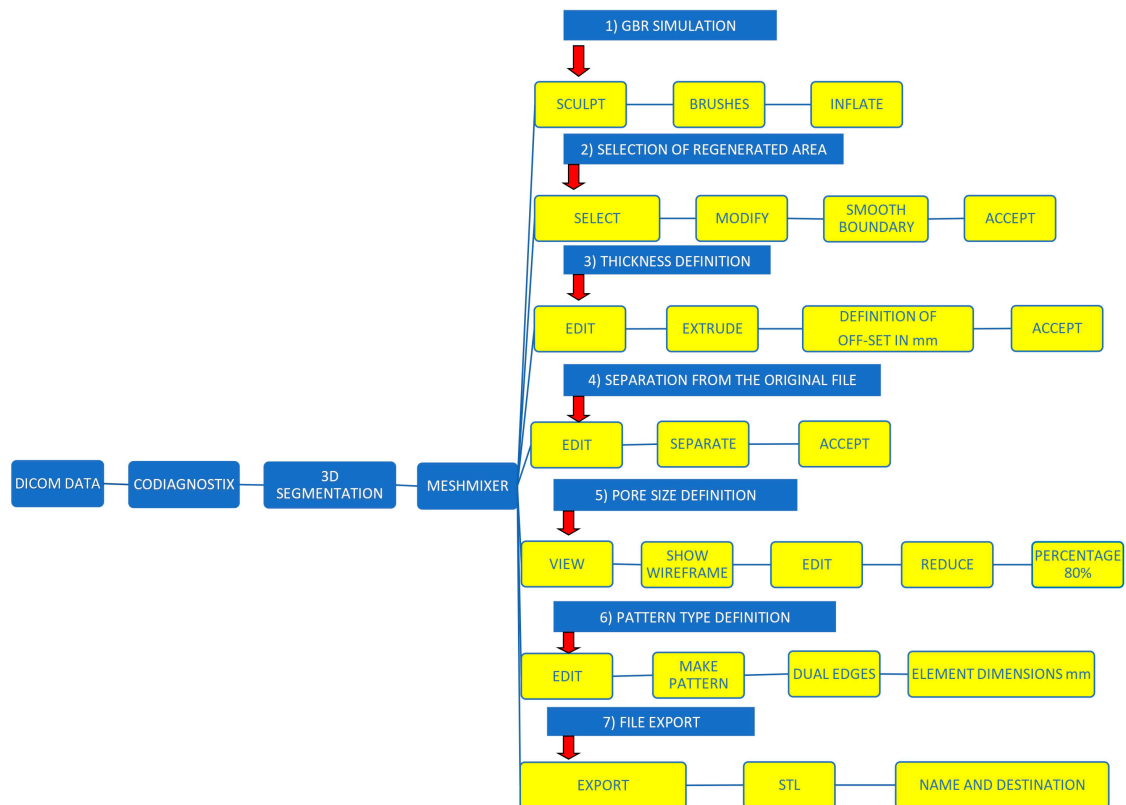 1) GBR SIMULATION
SCULPT
BRUSHES
INFLATE
2) SELECTION OF REGENERATED AREA
SELECT
MODIFY
SMOOTH
BOUNDARY
ACCEPT
3) THICKNESS DEFINITION
EDIT
EXTRUDE
DEFINITION OF
OFF-SET IN mm
ACCEPT
4) SEPARATION FROM THE ORIGINAL FILE
EDIT
SEPARATE
ACCEPT
DICOM DATA
CODIAGNOSTIX
3D
SEGMENTATION
MESHMIXER
5) PORE SIZE DEFINITION
VIEW
SHOW
WIREFRAME
EDIT
REDUCE
PERCENTAGE
80%
6) PATTERN TYPE DEFINITION
EDIT
MAKE
PATTERN
DUAL EDGES
ELEMENT DIMENSIONS mm
7) FILE EXPORT
EXPORT
STL
NAME AND DESTINATION